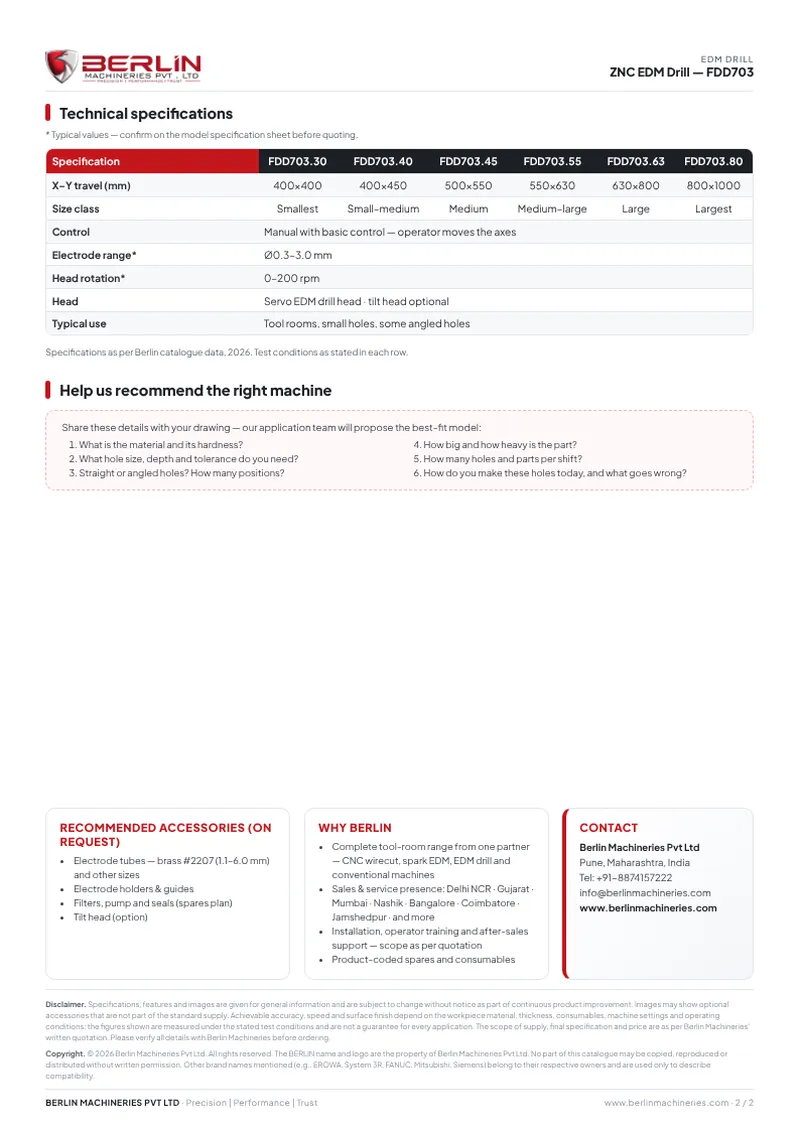 BERLIN
MACHINERIES PVT. LTD
PRECISION | PERFORMANCE | TRUST
EDM DRILL
ZNC EDM Drill — FDD703
Technical specifications
* Typical values — confirm on the model specification sheet before quoting.
Specification FDD703.30 FDD703.40 FDD703.45 FDD703.55 FDD703.63 FDD703.80
X–Y travel (mm) 400×400 400×450 500×550 550×630 630×800 800×1000
Size class Smallest Small–medium Medium Medium–large Large Largest
Control Manual with basic control — operator moves the axes
Electrode range* Ø0.3–3.0 mm
Head rotation* 0–200 rpm
Head Servo EDM drill head · tilt head optional
Typical use Tool rooms, small holes, some angled holes
Specifications as per Berlin catalogue data, 2026. Test conditions as stated in each row.
Help us recommend the right machine
Share these details with your drawing — our application team will propose the best-fit model:
1. What is the material and its hardness?
2. What hole size, depth and tolerance do you need?
3. Straight or angled holes? How many positions?
4. How big and how heavy is the part?
5. How many holes and parts per shift?
6. How do you make these holes today, and what goes wrong?
RECOMMENDED ACCESSORIES (ON
REQUEST)
• Electrode tubes — brass #2207 (1.1–6.0 mm)
and other sizes
• Electrode holders & guides
• Filters, pump and seals (spares plan)
• Tilt head (option)
WHY BERLIN
• Complete tool-room range from one partner
— CNC wirecut, spark EDM, EDM drill and
conventional machines
• Sales & service presence: Delhi NCR · Gujarat ·
Mumbai · Nashik · Bangalore · Coimbatore ·
Jamshedpur · and more
• Installation, operator training and after-sales
support — scope as per quotation
• Product-coded spares and consumables
CONTACT
Berlin Machineries Pvt Ltd
Pune, Maharashtra, India
Tel: +91-8874157222
info@berlinmachineries.com
www.berlinmachineries.com
Disclaimer. Specifications, features and images are given for general information and are subject to change without notice as part of continuous product improvement. Images may show optional
accessories that are not part of the standard supply. Achievable accuracy, speed and surface finish depend on the workpiece material, thickness, consumables, machine settings and operating
conditions; the figures shown are measured under the stated test conditions and are not a guarantee for every application. The scope of supply, final specification and price are as per Berlin Machineries'
written quotation. Please verify all details with Berlin Machineries before ordering.
Copyright. © 2026 Berlin Machineries Pvt Ltd. All rights reserved. The BERLIN name and logo are the property of Berlin Machineries Pvt Ltd. No part of this catalogue may be copied, reproduced or
distributed without written permission. Other brand names mentioned (e.g., EROWA, System 3R, FANUC, Mitsubishi, Siemens) belong to their respective owners and are used only to describe
compatibility.
BERLIN MACHINERIES PVT LTD · Precision | Performance | Trust
www.berlinmachineries.com · 2 / 2